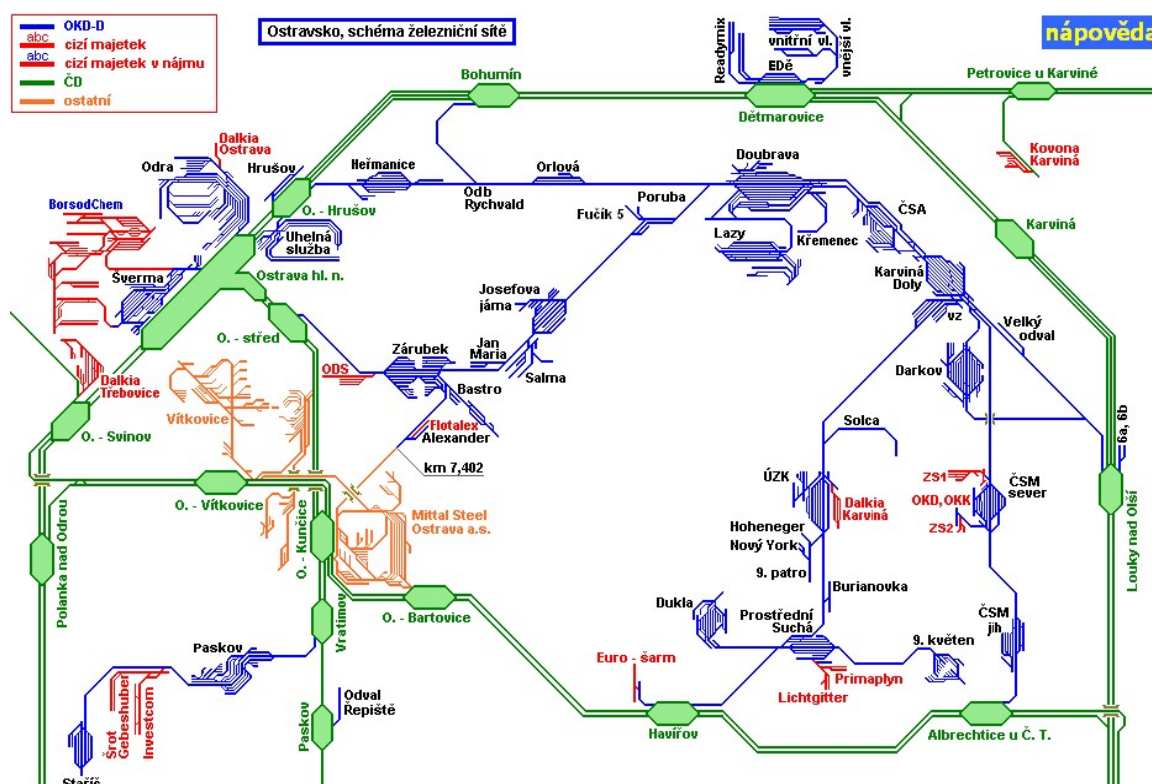 OKD-D
abc
cizí majetek
abc
cizí majetek v nájmu
ČD
ostatní
Ostravsko, schéma železniční sítě
nápověda
Readymix
vnitřní vl.
vnější vl.
EDě
Bohumín
Dětmarovice
Petrovice u Karviné
Kovona
Karviná
Dalkia
Ostrava
Odra
Hrušov
Heřmanice
Orlová
Doubrava
Odb
Rychvald
Poruba
Fučík 5
ČSA
Lazy
Křemenec
Karviná
BorsodChem
O. - Hrušov
Uhelná
služba
Šverma
Ostrava hl. n.
Karviná
Doly
Josefova
jáma
vz
Velký
odval
O. - střed
Jan
Maria
Zárubek
Salma
ODS
Bastro
Darkov
Dalkia
Třebovice
Vítkovice
Flotalex
Alexander
Solca
6a, 6b
O. - Svinov
km 7,402
ÚZK
ZS1
ČSM
sever
OKD, OKK
ZS2
Dalkia
Karviná
O. - Vítkovice
Mittal Steel
Ostrava a.s.
O. - Kunčice
Hoheneger
Nový York
9. patro
Louky nad Olší
Polanka nad Odrou
Burianovka
O. - Bartovice
Vratimov
Dukla
Prostřední
Suchá
ČSM
jih
9. květen
Paskov
Euro - šarm
Primaplyn
Lichtgitter
Odval
Řepiště
Paskov
Šrot
Gebeshuber
Investcom
Havířov
Albrechtice u Č. T.
Staříč